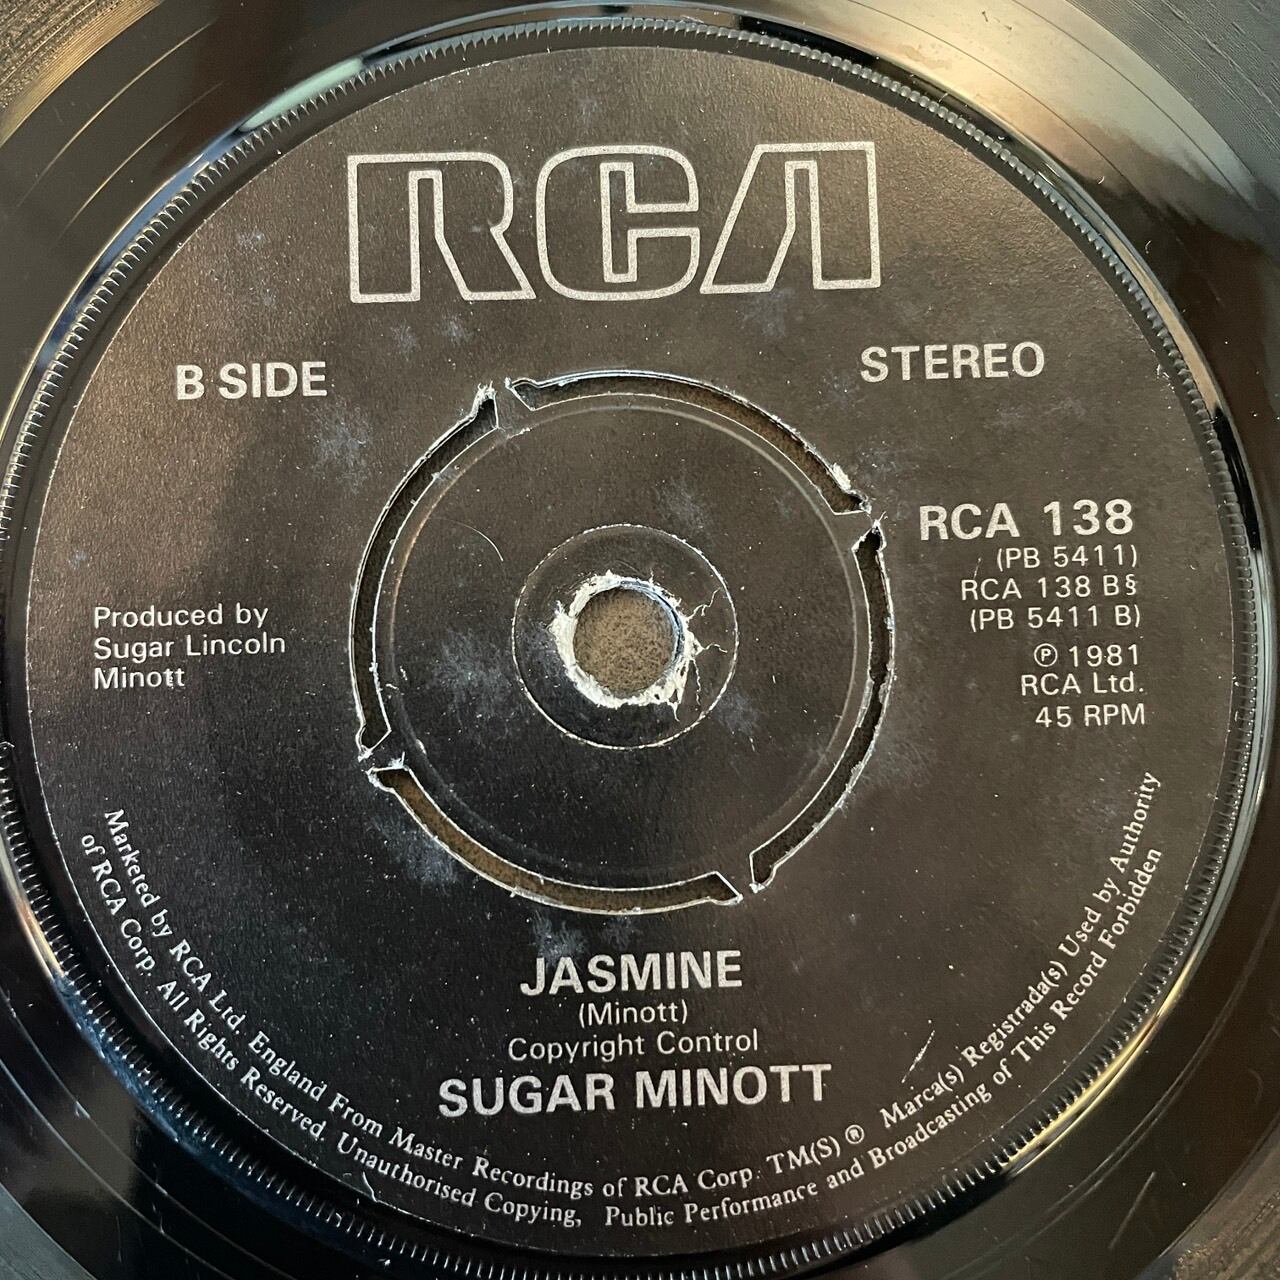 RCA
B SIDE
STEREO
RCA 138
(PB 5411)
RCA 138 B§
(PB 5411 B)
℗ 1981
RCA Ltd.
45 RPM
Produced by
Sugar Lincoln
Minott
JASMINE
(Minott)
Copyright Control
SUGAR MINOTT
Marketed by RCA Ltd. England From Master Recordings of RCA Corp. TM(S) ® Marca(s) Registrada(s) Used by Authority
of RCA Corp. All Rights Reserved. Unauthorised Copying, Public Performance and Broadcasting of This Record Forbidden